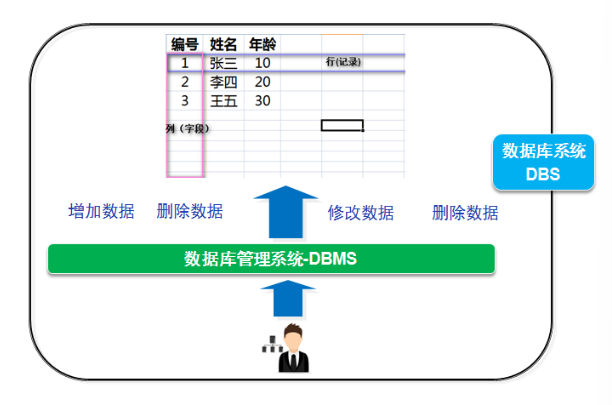 编号 姓名 年龄
1 张三 10 行(记录)
2 李四 20
3 王五 30
列（字段）
数据库系统
DBS
增加数据 删除数据 修改数据 删除数据
数据库管理系统-DBMS